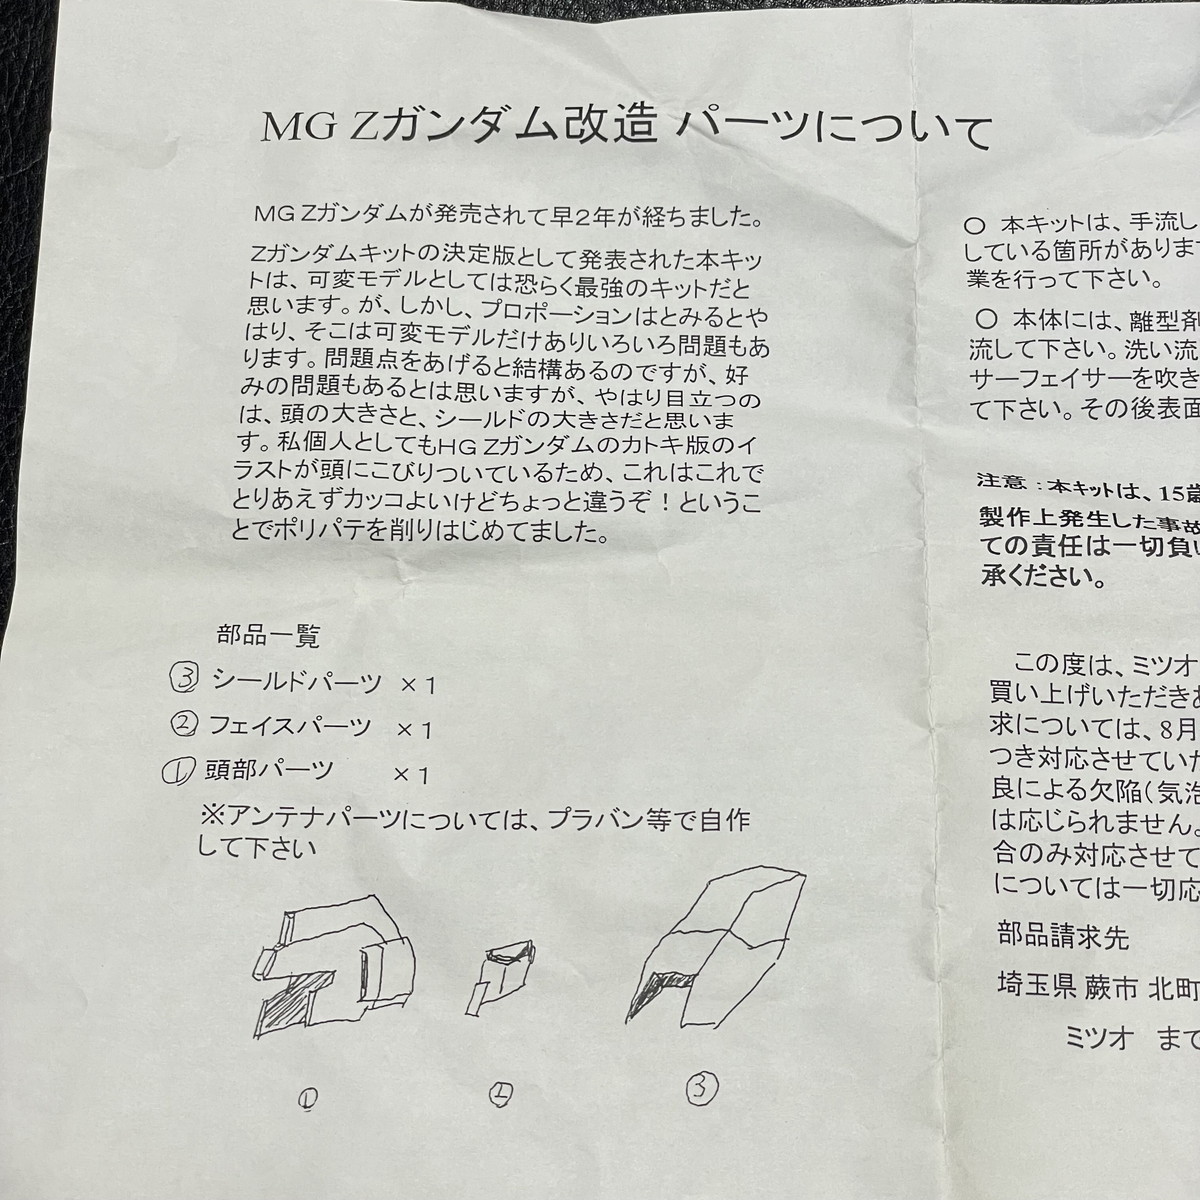 MG Zガンダム改造 パーツについて
MG Zガンダムが発売されて早２年が経ちました。
Zガンダムキットの決定版として発表された本キッ
トは、可変モデルとしては恐らく最強のキットだと
思います。が、しかし、プロポーションはとみるとや
はり、そこは可変モデルだけありいろいろ問題もあ
ります。問題点をあげると結構あるのですが、好
みの問題もあるとは思いますが、やはり目立つの
は、頭の大きさと、シールドの大きさだと思いま
す。私個人としてもHG Zガンダムのカトキ版のイ
ラストが頭にこびりついているため、これはこれで
とりあえずカッコよいけどちょっと違うぞ！というこ
とでポリパテを削りはじめてました。
部品一覧
③ シールドパーツ ×１
② フェイスパーツ ×１
① 頭部パーツ ×１
※アンテナパーツについては、プラバン等で自作
して下さい
① ② ③
○ 本キットは、手流し
している箇所がありま
業を行って下さい。
○ 本体には、離型剤
流して下さい。洗い流
サーフェイサーを吹き
て下さい。その後表面
注意：本キットは、15歳
製作上発生した事故
ての責任は一切負い
承ください。
この度は、ミツオ
買い上げいただきあ
求については、8月
つき対応させていた
良による欠陥（気泡
は応じられません。
合のみ対応させて
については一切応
部品請求先
埼玉県 蕨市 北町
ミツオ まで